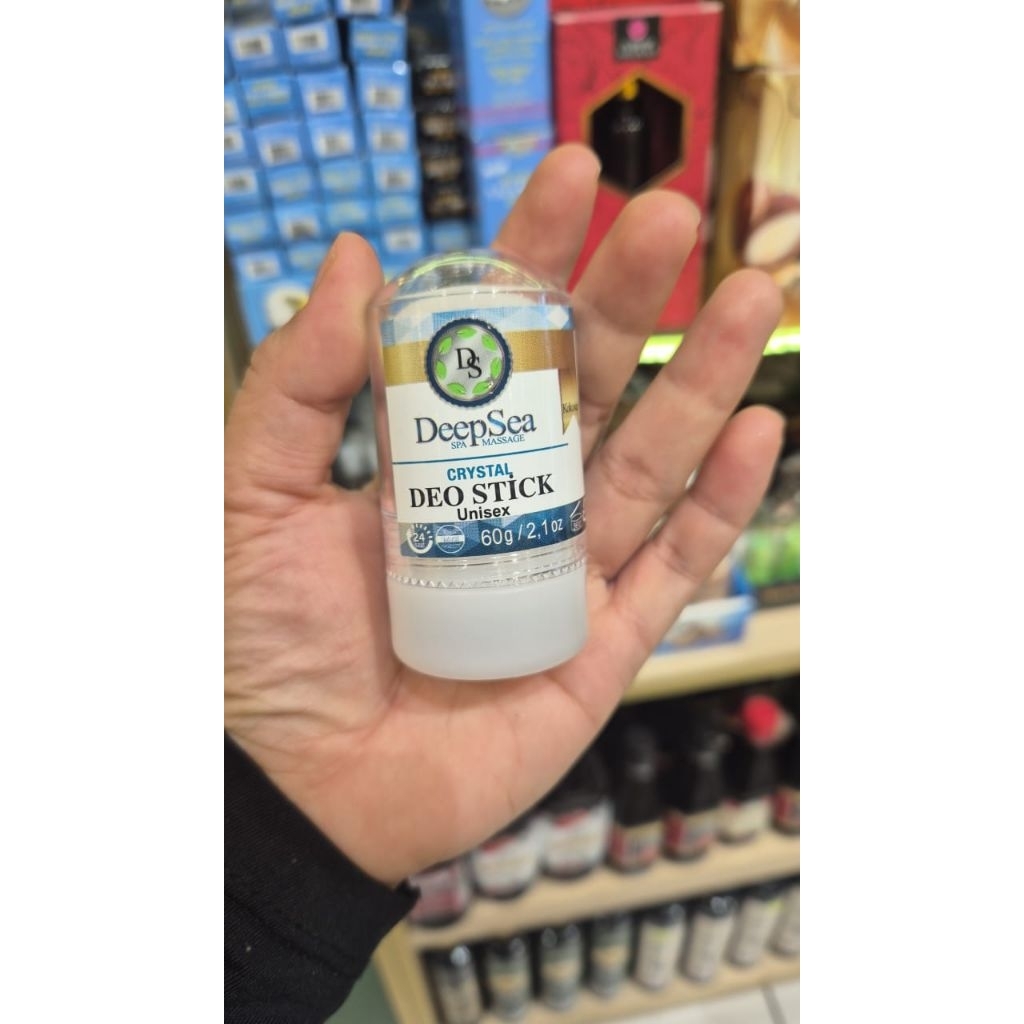 DS
DeepSea
SPA MASSAGE
CRYSTAL
DEO STİCK
Unisex
24
60g / 2,1 oz